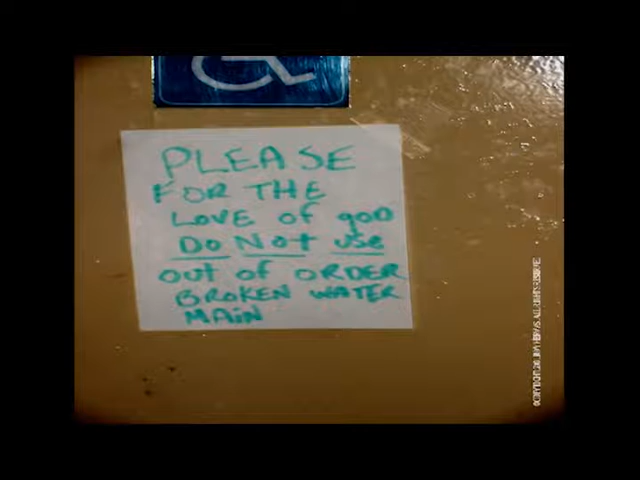 PLEASE
FOR THE
LOVE of goD
Do Not use
out of ORDER
BROKEN WATER
MAiN